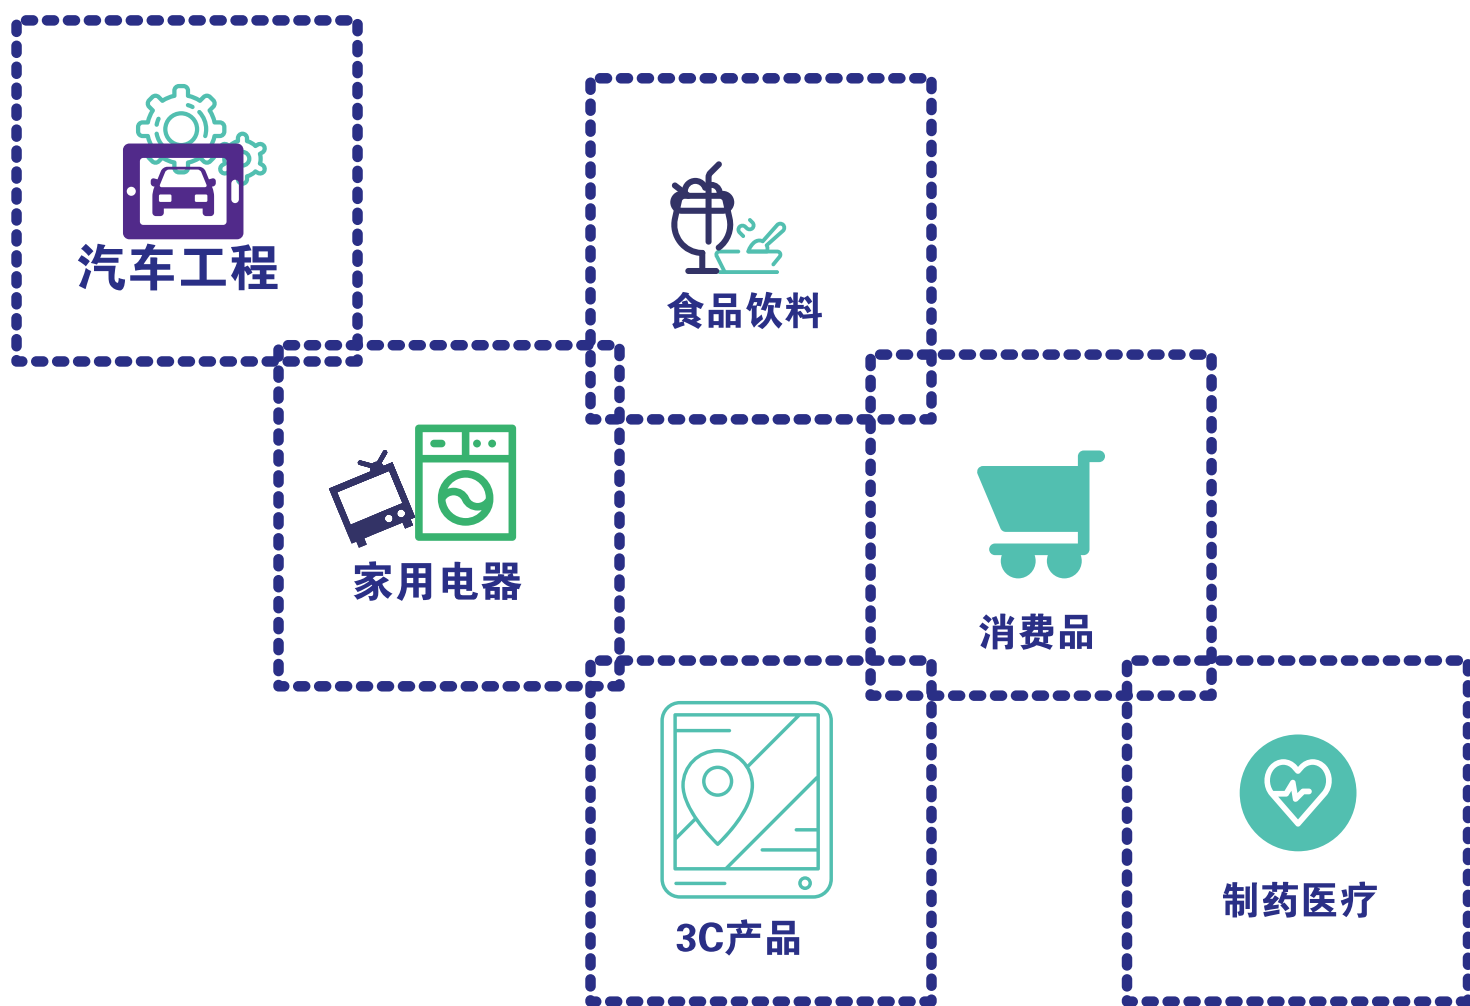 汽车工程
食品饮料
家用电器
消费品
3C产品
制药医疗